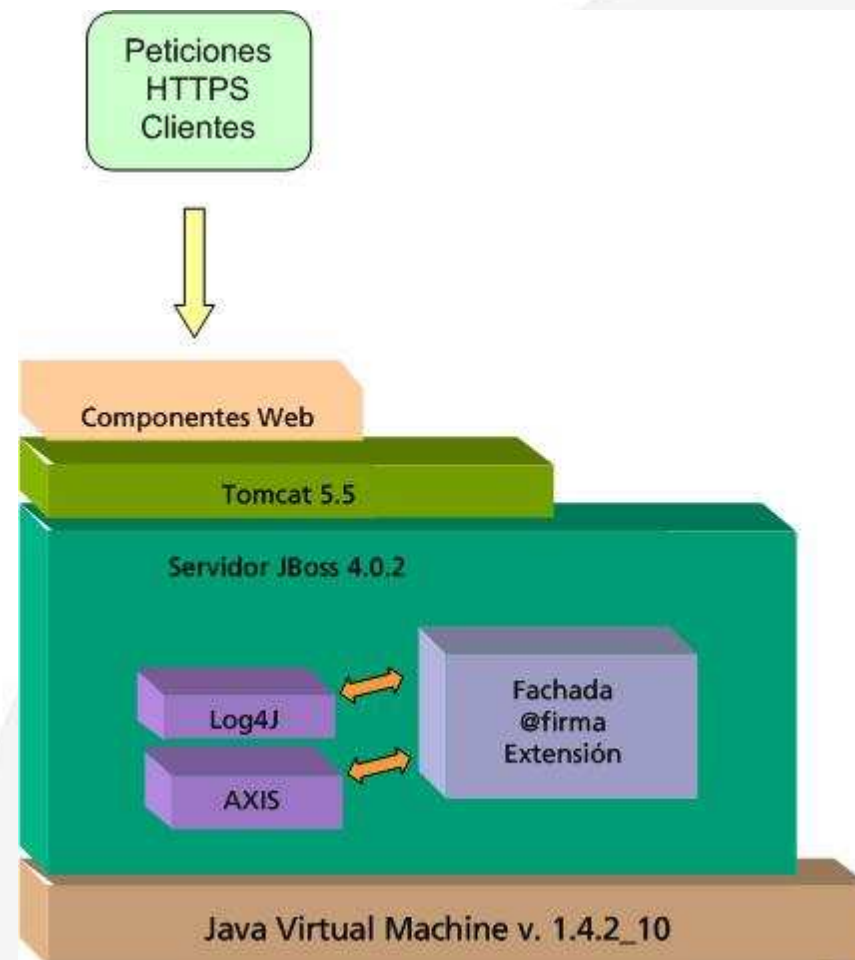 Peticiones
HTTPS
Clientes
Componentes Web
Tomcat 5.5
Servidor JBoss 4.0.2
Log4J
AXIS
Fachada
@firma
Extensión
Java Virtual Machine v. 1.4.2_10